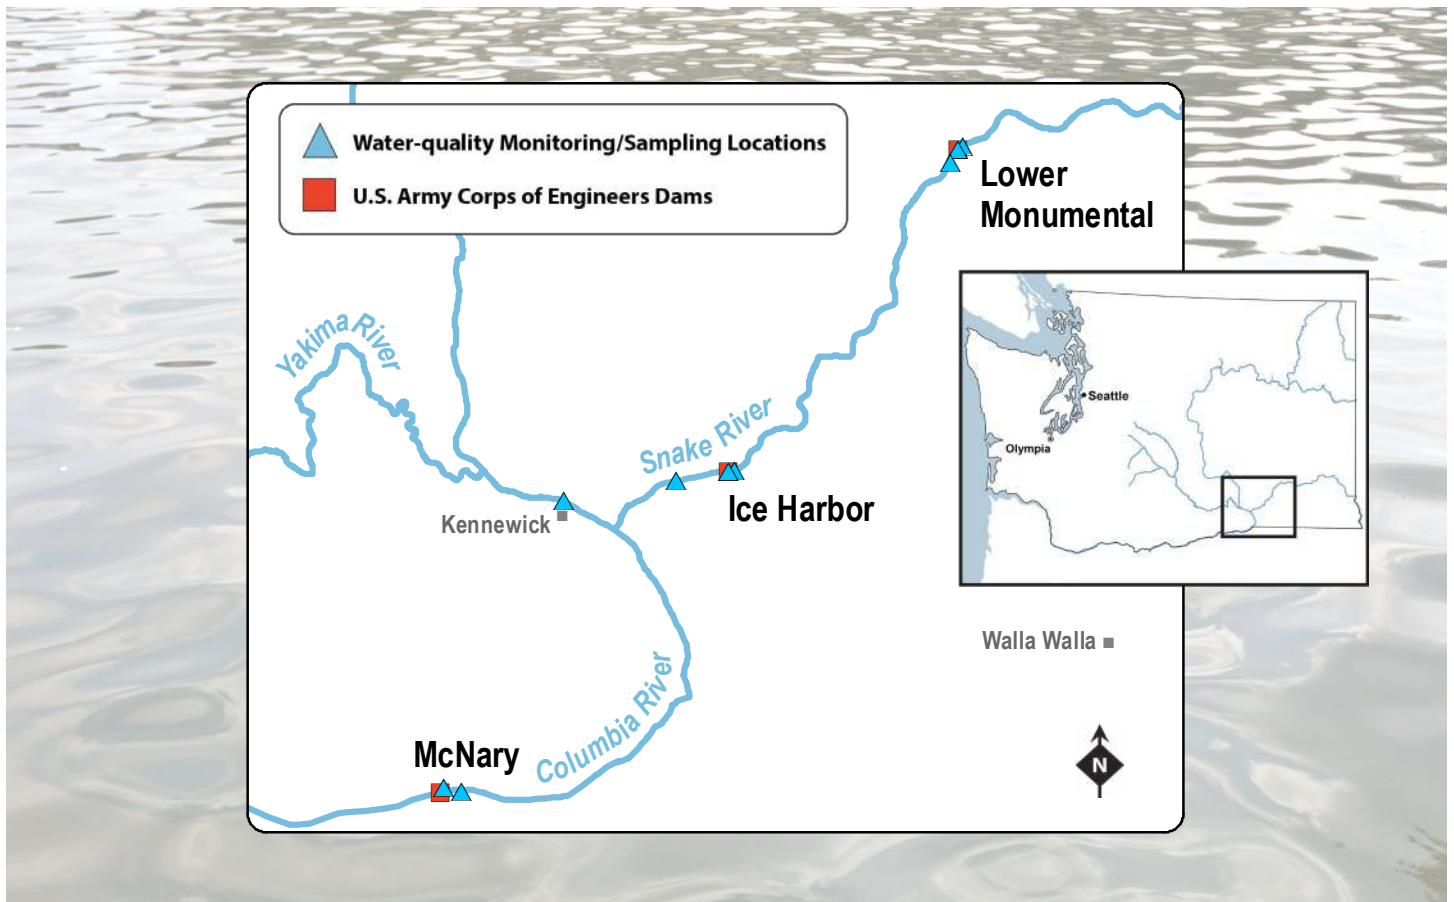 Water-quality Monitoring/Sampling Locations
U.S. Army Corps of Engineers Dams
Lower
Monumental
Yakima River
Snake River
Ice Harbor
Kennewick
Seattle
Olympia
Walla Walla
McNary
Columbia River
N